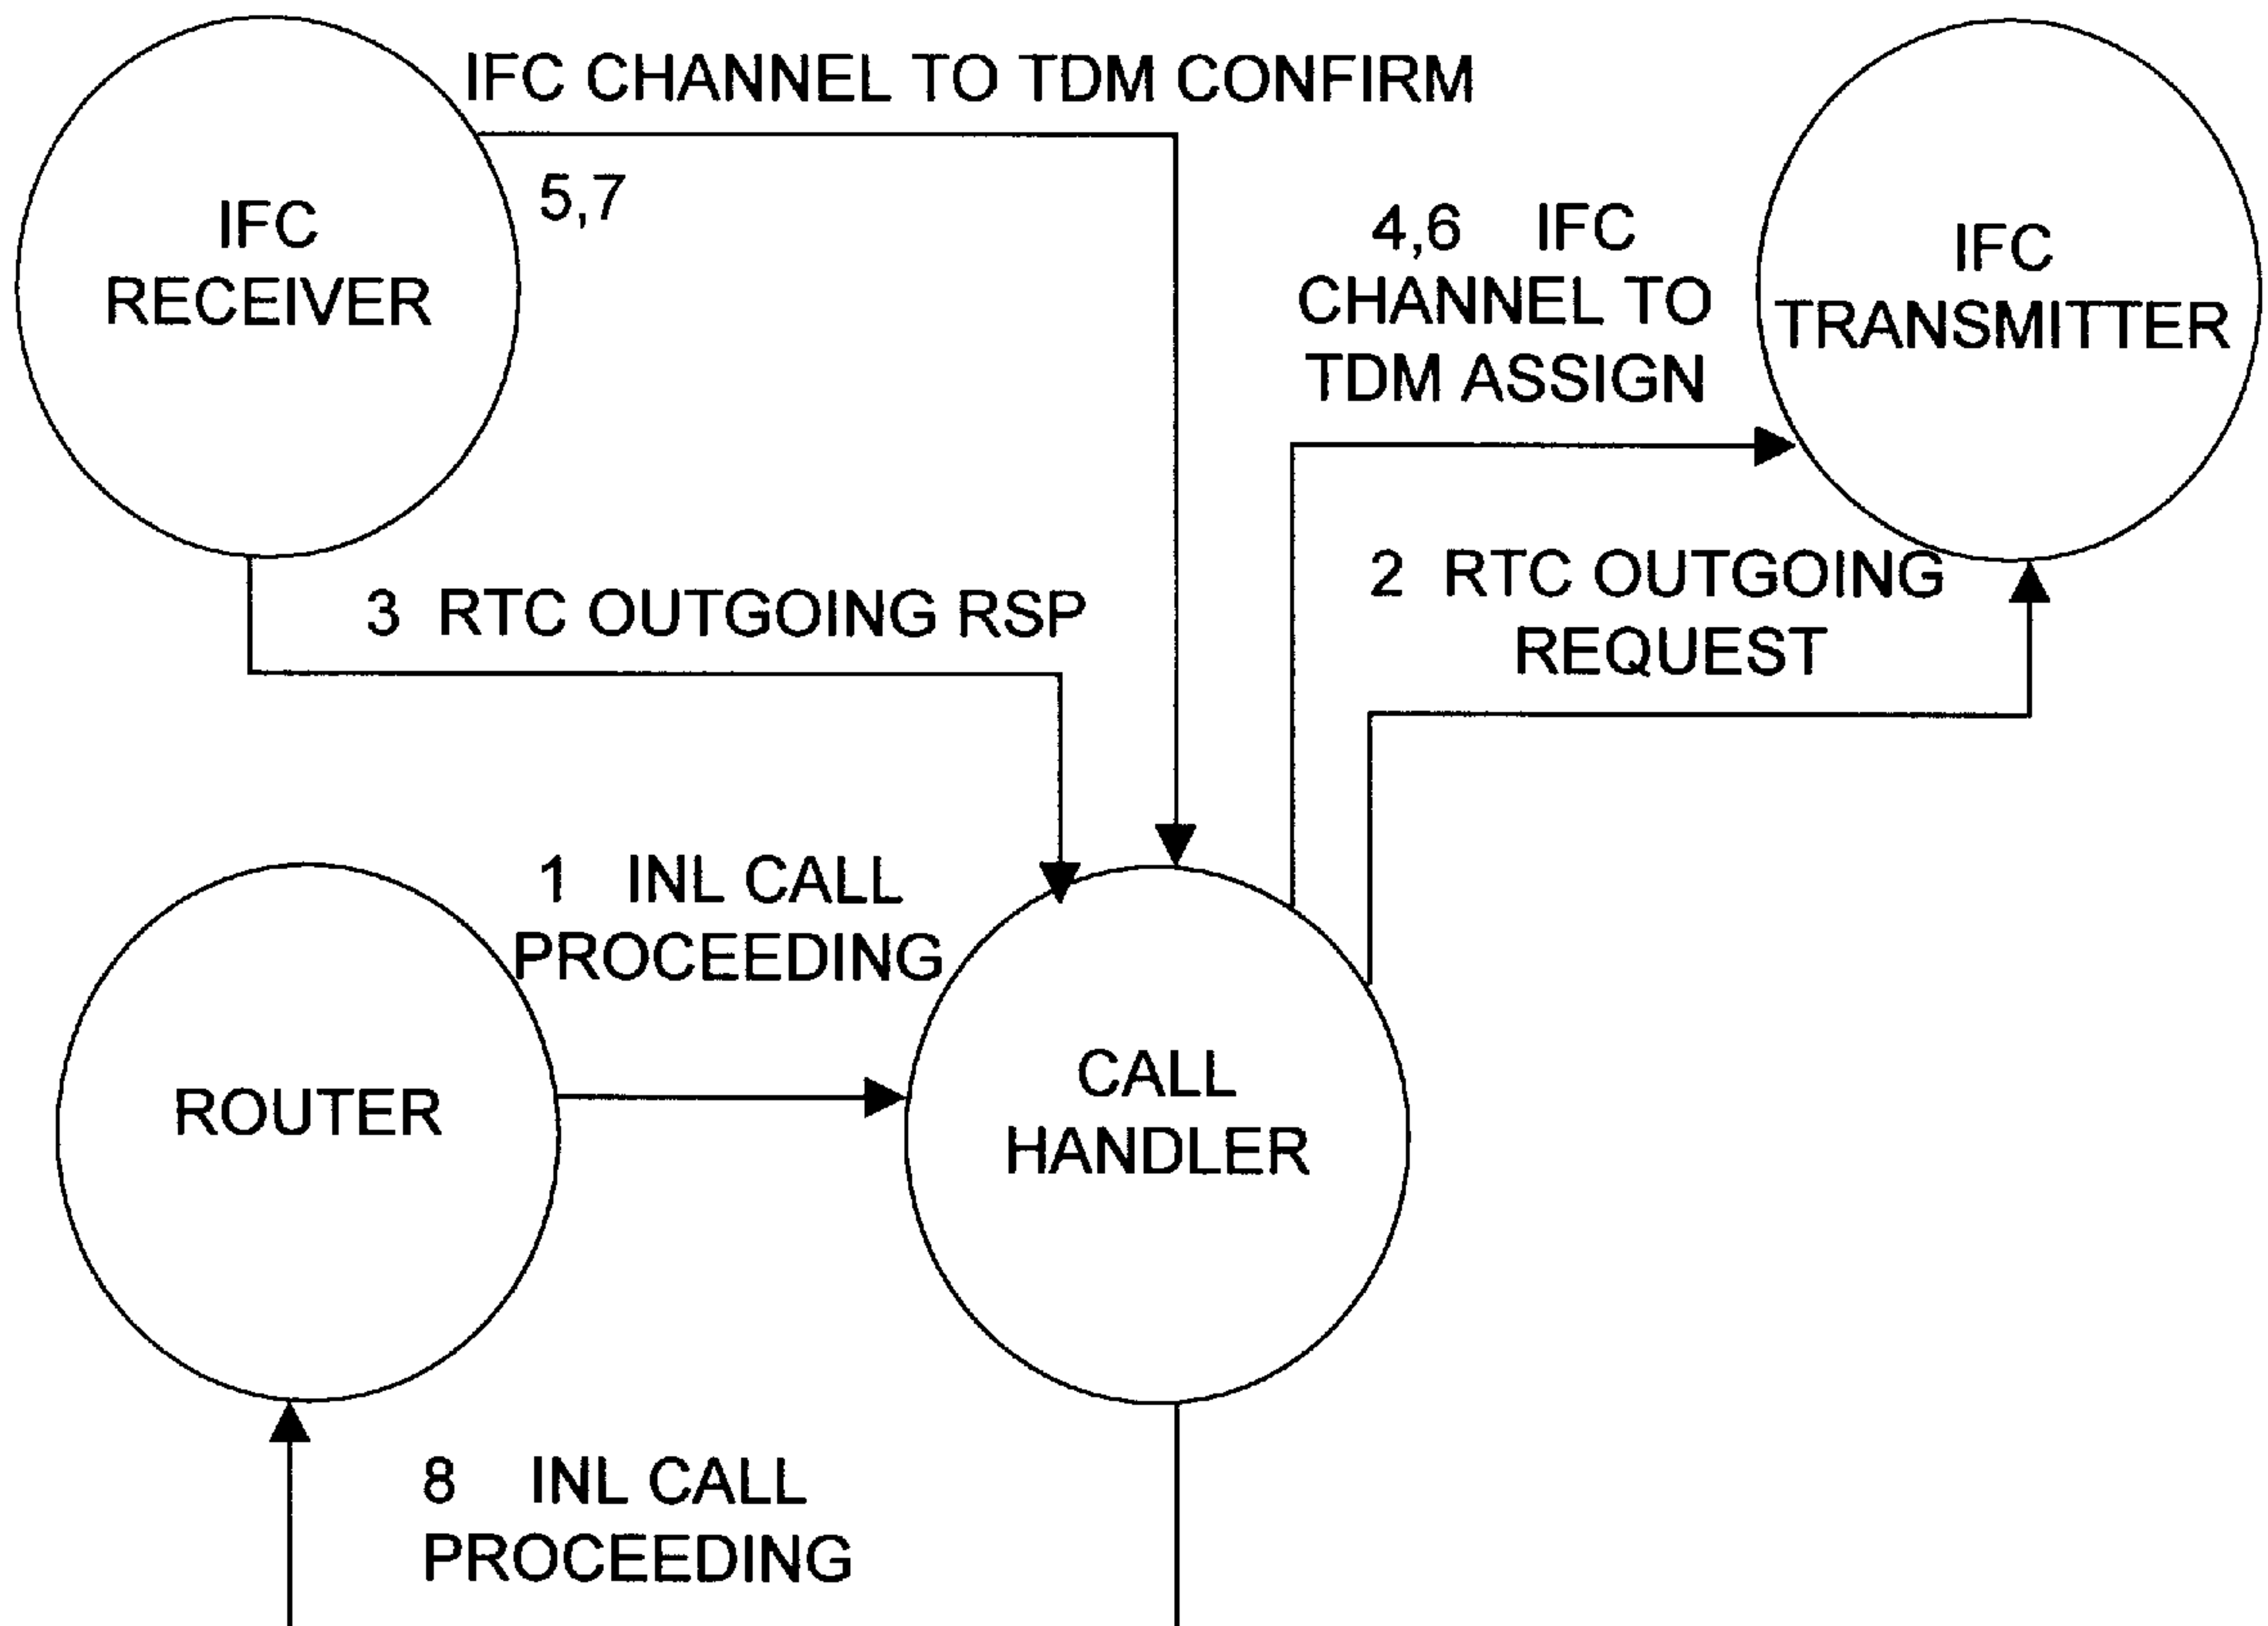 IFC CHANNEL TO TDM CONFIRM
5,7
IFC
RECEIVER
4,6 IFC
CHANNEL TO
TDM ASSIGN
IFC
TRANSMITTER
3 RTC OUTGOING RSP
2 RTC OUTGOING
REQUEST
1 INL CALL
PROCEEDING
ROUTER
CALL
HANDLER
8 INL CALL
PROCEEDING